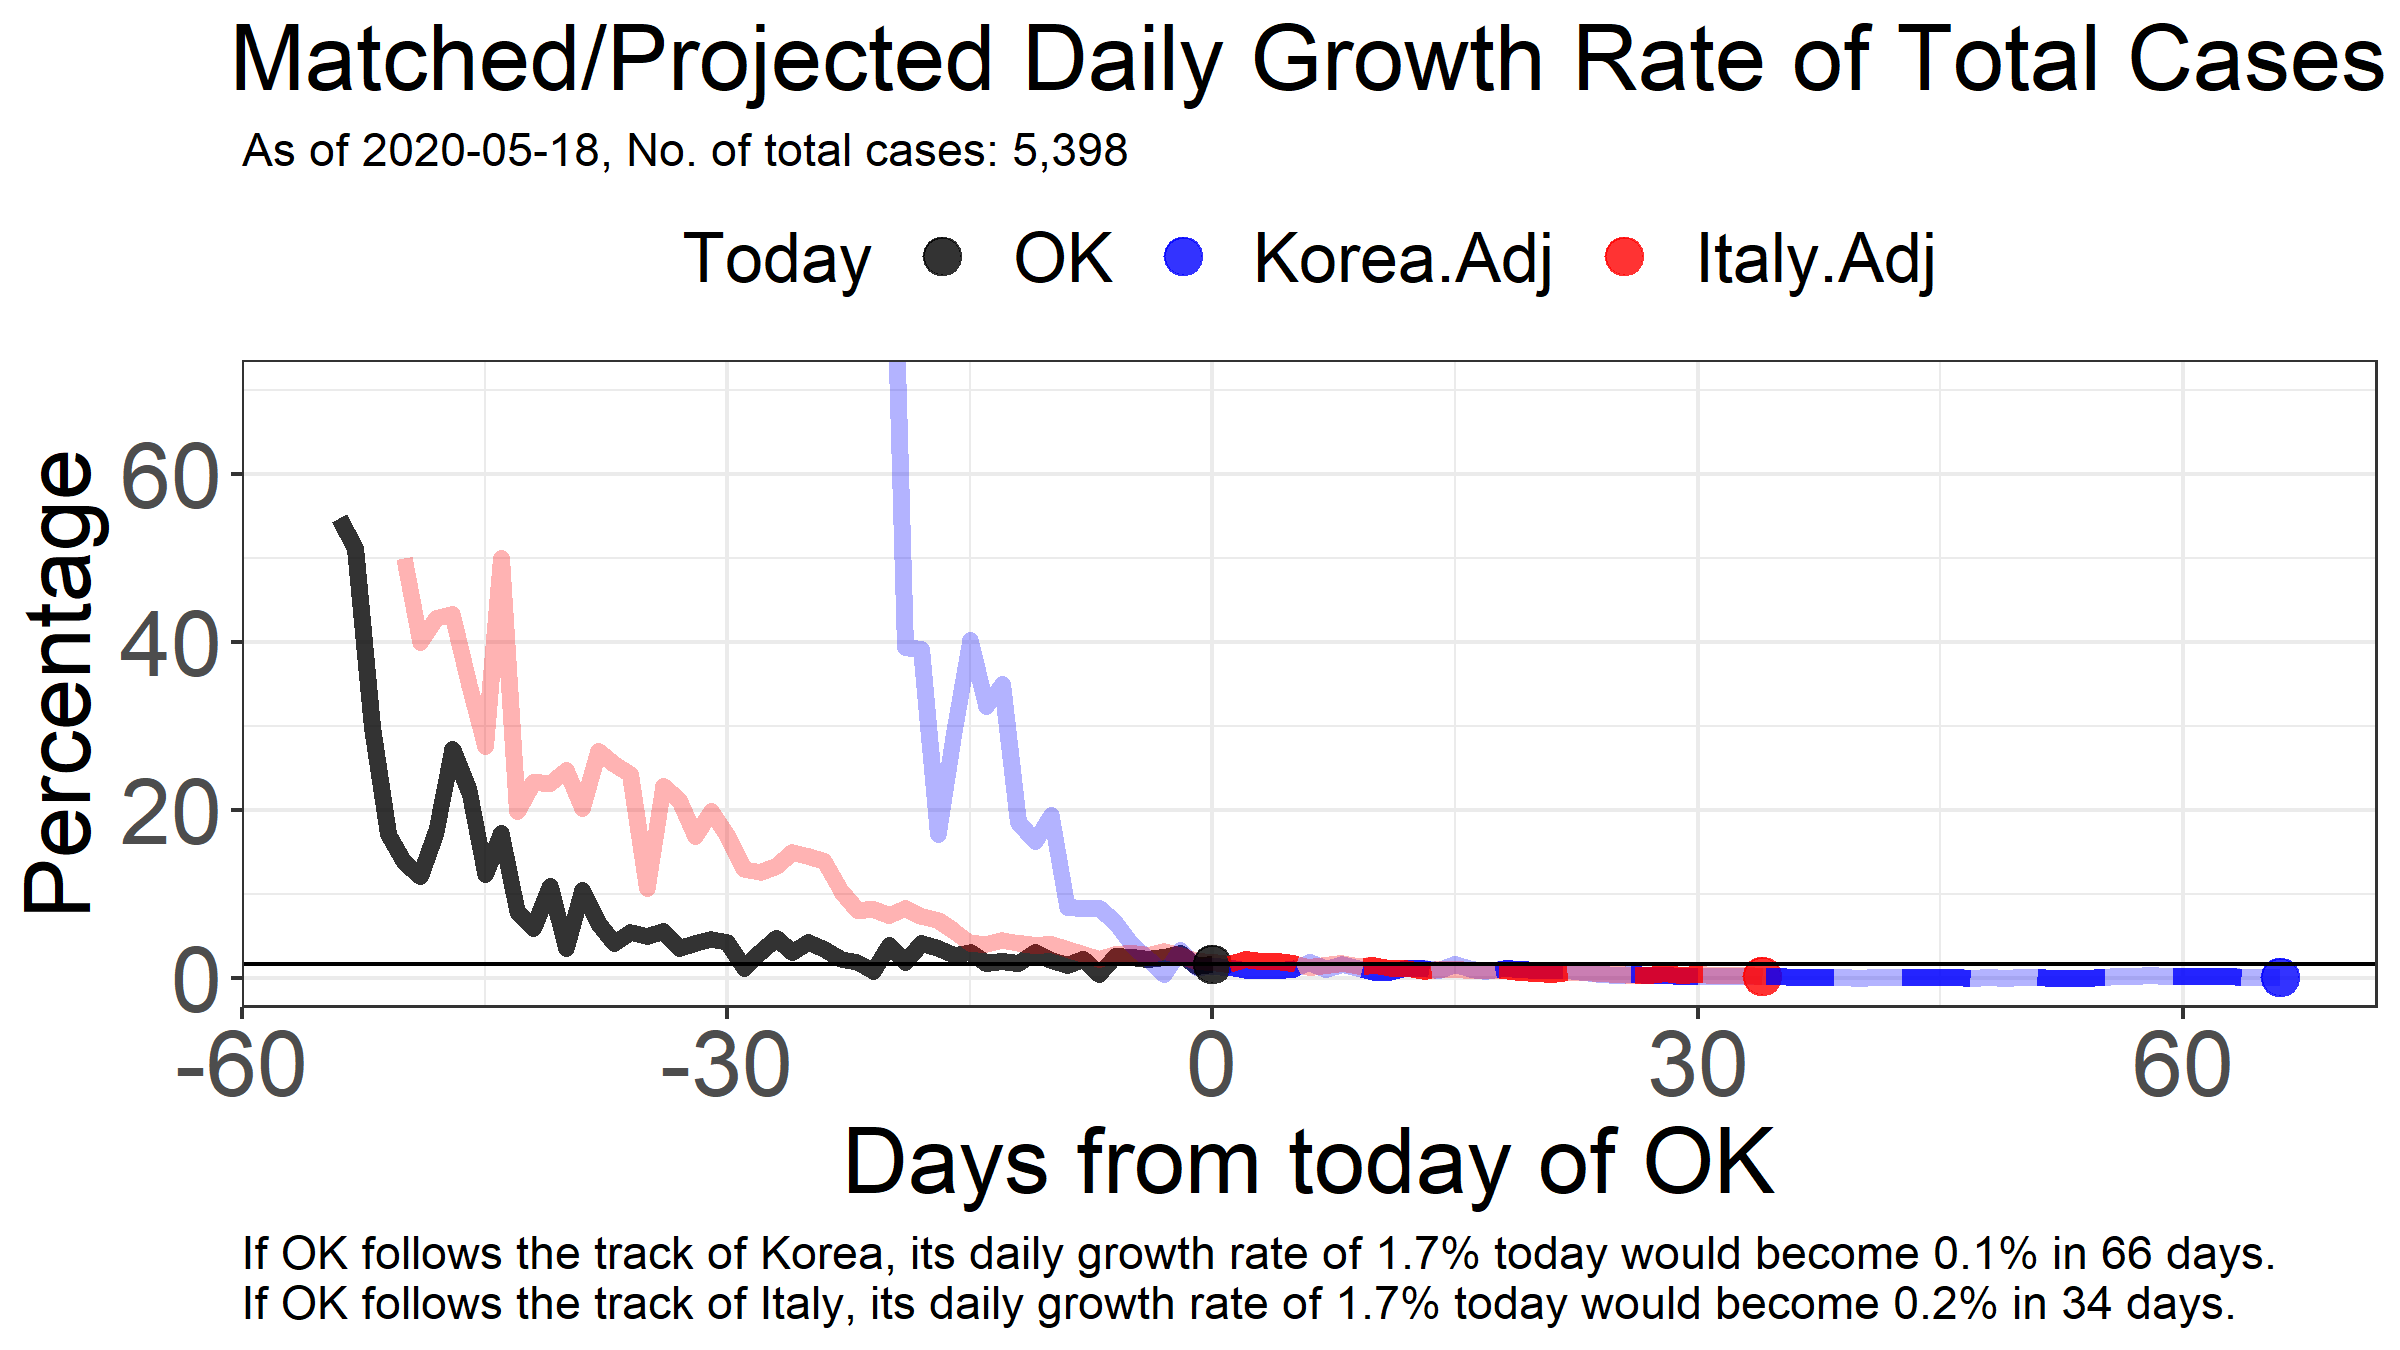 Matched/Projected Daily Growth Rate of Total Cases
As of 2020-05-18, No. of total cases: 5,398
Today OK Korea.Adj Italy.Adj
Percentage
60
40
20
0
-60 -30 0 30 60
Days from today of OK
If OK follows the track of Korea, its daily growth rate of 1.7% today would become 0.1% in 66 days.
If OK follows the track of Italy, its daily growth rate of 1.7% today would become 0.2% in 34 days.